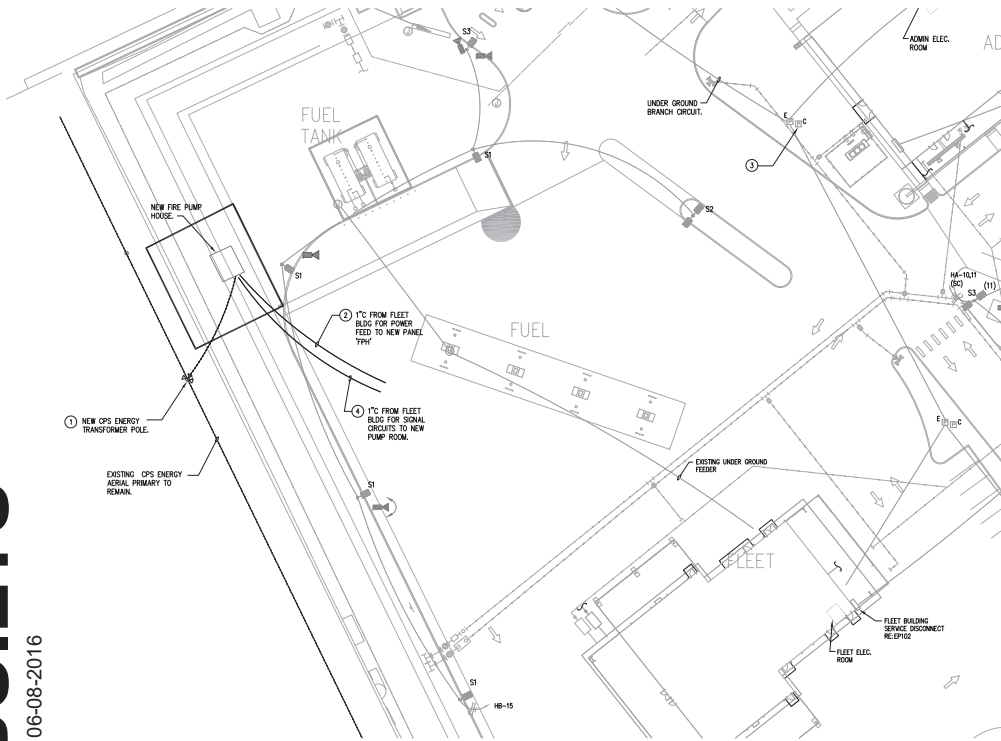 S3
ADMIN ELEC.
ROOM
AD
FUEL
TANK
UNDER GROUND
BRANCH CIRCUIT.
E
C
3
S1
NEW FIRE PUMP
HOUSE.
S2
S1
HA-10,11
(SC)
S3
(11)
2 1"C FROM FLEET
BLDG FOR POWER
FEED TO NEW PANEL
'FPH'
FUEL
4 1"C FROM FLEET
BLDG FOR SIGNAL
CIRCUITS TO NEW
PUMP ROOM.
1 NEW CPS ENERGY
TRANSFORMER POLE.
E
C
EXISTING CPS ENERGY
AERIAL PRIMARY TO
REMAIN.
EXISTING UNDER GROUND
FEEDER
S1
FLEET
FLEET BUILDING
SERVICE DISCONNECT
RE:EP102
FLEET ELEC.
ROOM
S1
HB-15
06-08-2016